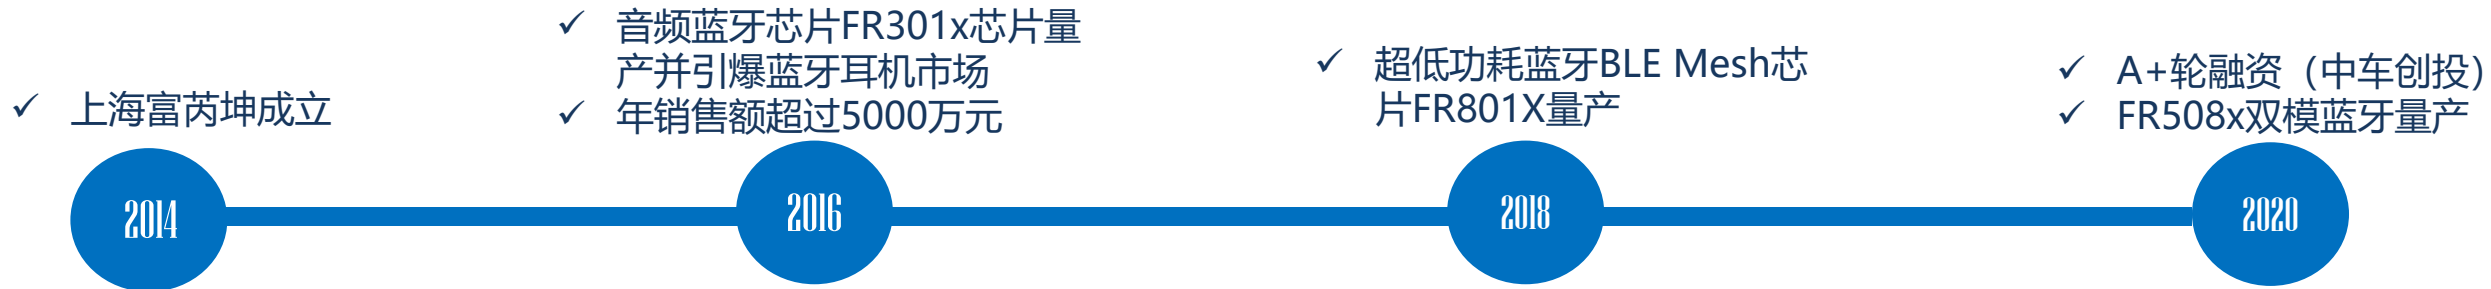 ✓ 上海富芮坤成立
✓ 音频蓝牙芯片FR301x芯片量
产并引爆蓝牙耳机市场
✓ 年销售额超过5000万元
✓ 超低功耗蓝牙BLE Mesh芯
片FR801X量产
✓ A+轮融资（中车创投）
✓ FR508x双模蓝牙量产
2014
2016
2018
2020